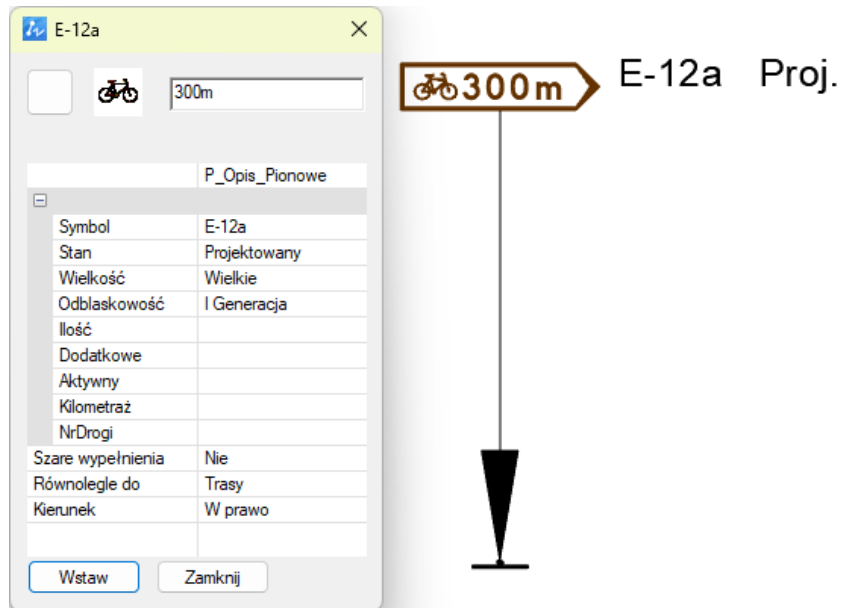 E-12a
300m
P_Opis_Pionowe
Symbol E-12a
Stan Projektowany
Wielkość Wielkie
Odblaskowość I Generacja
Ilość
Dodatkowe
Aktywny
Kilometraż
NrDrogi
Szare wypełnienia Nie
Równolegle do Trasy
Kierunek W prawo
Wstaw Zamknij
300m E-12a Proj.